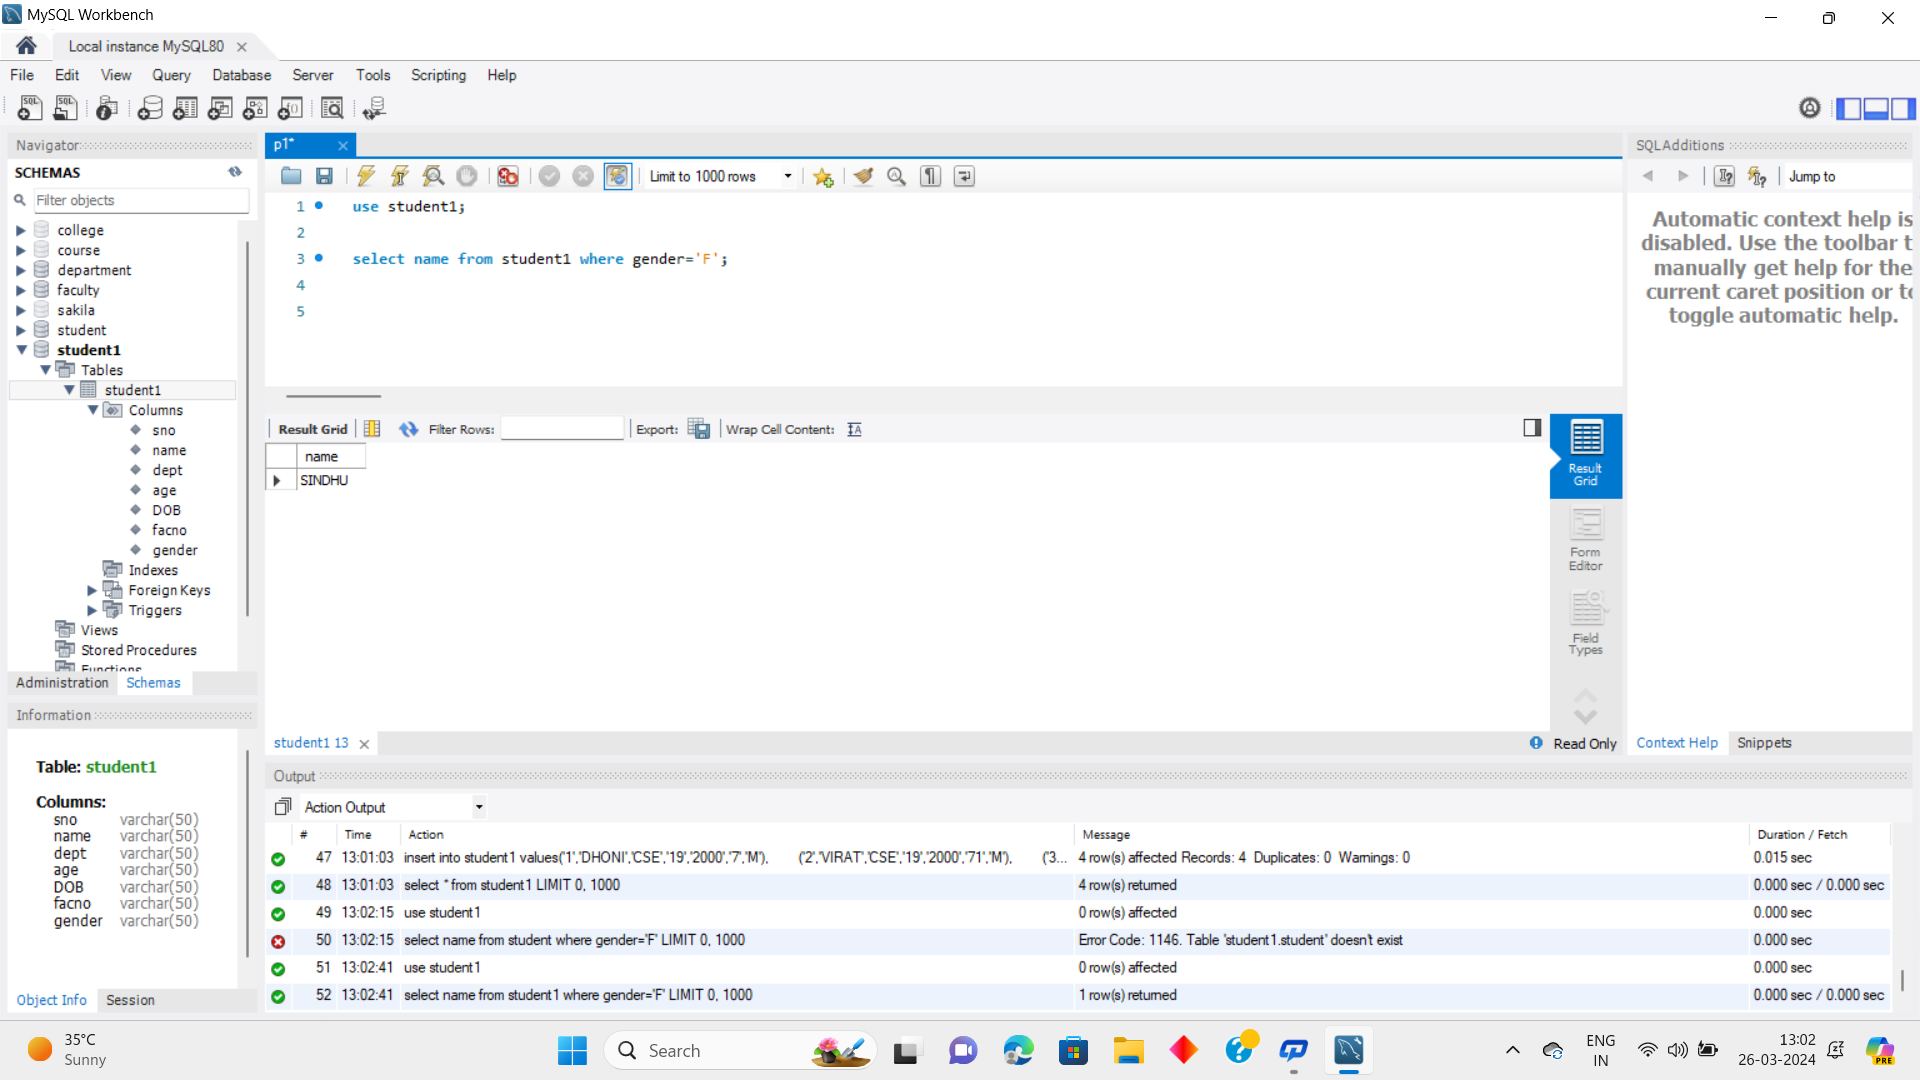 MySQL Workbench
Local instance MySQL80
File Edit View Query Database Server Tools Scripting Help
Navigator
SCHEMAS
Filter objects
college
course
department
faculty
sakila
student
student1
Tables
student1
Columns
sno
name
dept
age
DOB
facno
gender
Indexes
Foreign Keys
Triggers
Views
Stored Procedures
Functions
Administration Schemas
Information
Table: student1
Columns:
sno varchar(50)
name varchar(50)
dept varchar(50)
age varchar(50)
DOB varchar(50)
facno varchar(50)
gender varchar(50)
Object Info Session
p1*
Limit to 1000 rows
1 use student1;
2
3 select name from student1 where gender='F';
4
5
Result Grid Filter Rows: Export: Wrap Cell Content:
name
SINDHU
Result
Grid
Form
Editor
Field
Types
student1 13
Read Only
SQLAdditions
Jump to
Automatic context help is
disabled. Use the toolbar t
manually get help for the
current caret position or to
toggle automatic help.
Context Help Snippets
Output
Action Output
# Time Action Message Duration / Fetch
47 13:01:03 insert into student1 values('1','DHONI','CSE','19','2000','7','M'), ('2','VIRAT','CSE','19','2000','71','M'), ('3... 4 row(s) affected Records: 4 Duplicates: 0 Warnings: 0 0.015 sec
48 13:01:03 select * from student1 LIMIT 0, 1000 4 row(s) returned 0.000 sec / 0.000 sec
49 13:02:15 use student1 0 row(s) affected 0.000 sec
50 13:02:15 select name from student where gender='F' LIMIT 0, 1000 Error Code: 1146. Table 'student1.student' doesn't exist 0.000 sec
51 13:02:41 use student1 0 row(s) affected 0.000 sec
52 13:02:41 select name from student1 where gender='F' LIMIT 0, 1000 1 row(s) returned 0.000 sec / 0.000 sec
35°C
Sunny
Search
ENG
IN
13:02
26-03-2024
PRE